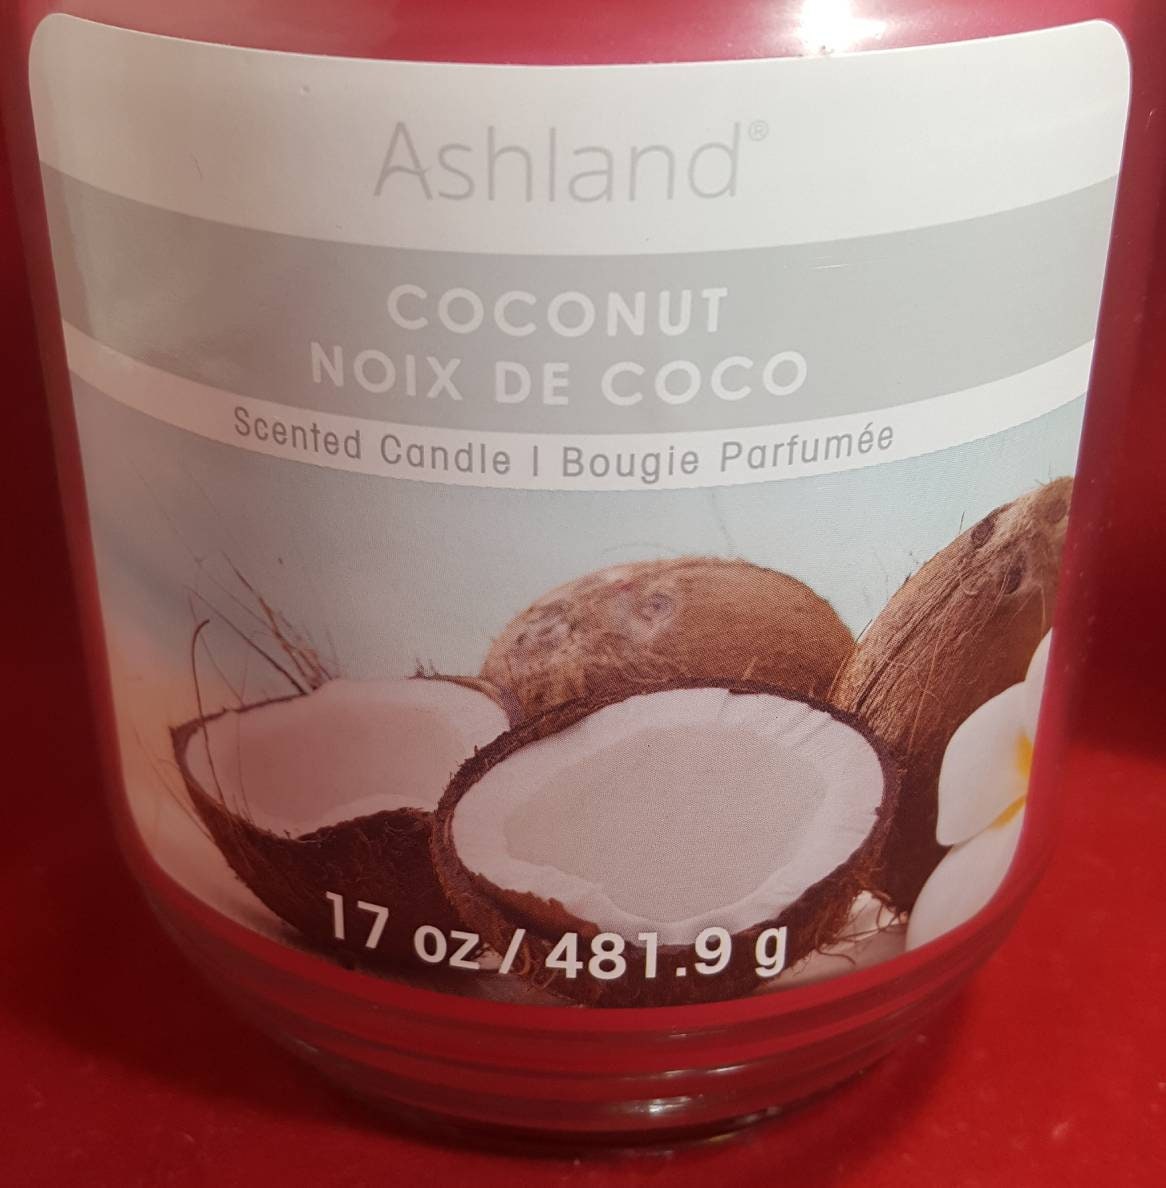 Ashland®
COCONUT
NOIX DE COCO
Scented Candle | Bougie Parfumée
17 oz / 481.9 g